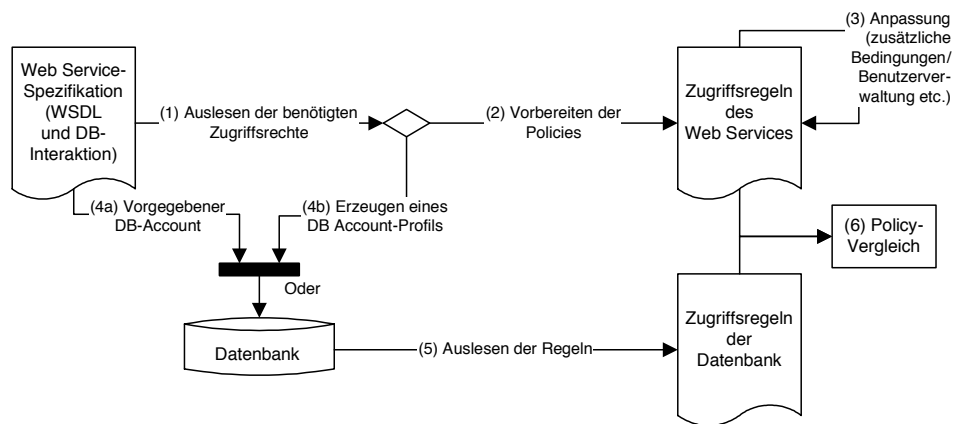 Web Service-
Spezifikation
(WSDL
und DB-
Interaktion)
(1) Auslesen der benötigten
Zugriffsrechte
(2) Vorbereiten der
Policies
Zugriffsregeln
des
Web Services
(3) Anpassung
(zusätzliche
Bedingungen/
Benutzerver-
waltung etc.)
(4a) Vorgegebener
DB-Account
(4b) Erzeugen eines
DB Account-Profils
Oder
Datenbank
(5) Auslesen der Regeln
Zugriffsregeln
der
Datenbank
(6) Policy-
Vergleich